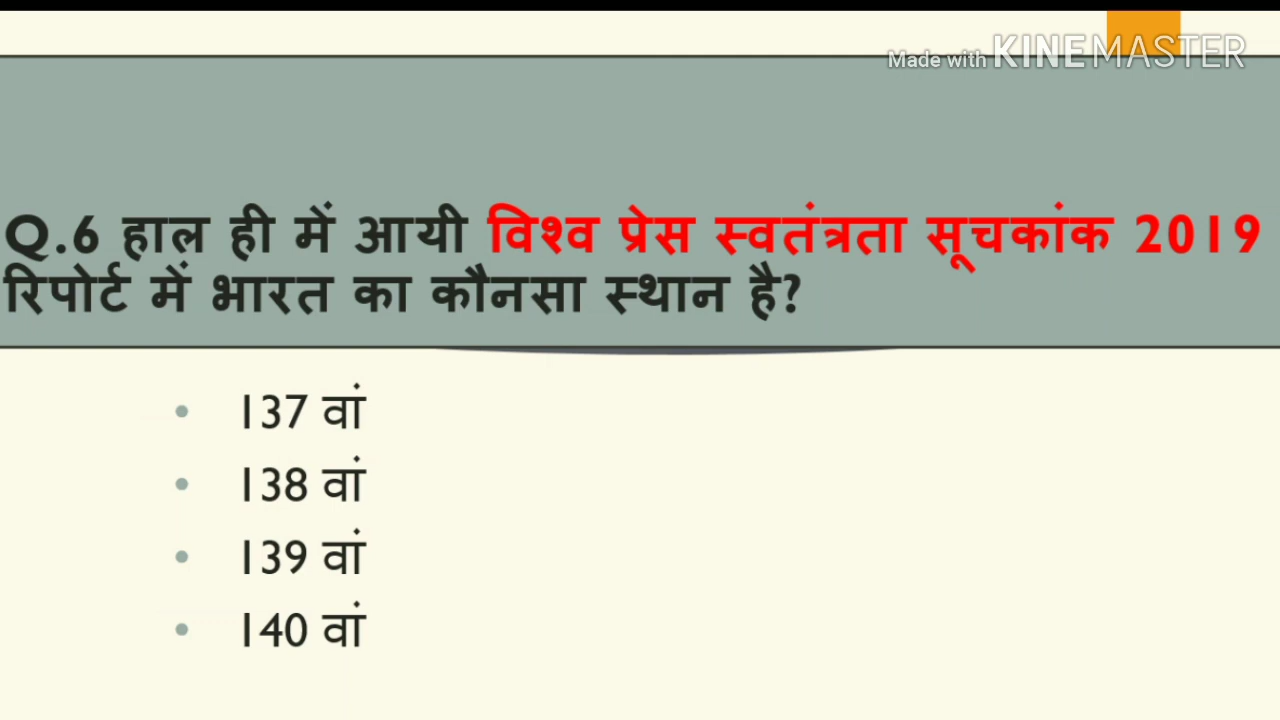 Made with KINEMASTER
Q.6 हाल ही में आयी विश्व प्रेस स्वतंत्रता सूचकांक 2019
रिपोर्ट में भारत का कौनसा स्थान है?
• 137 वां
• 138 वां
• 139 वां
• 140 वां